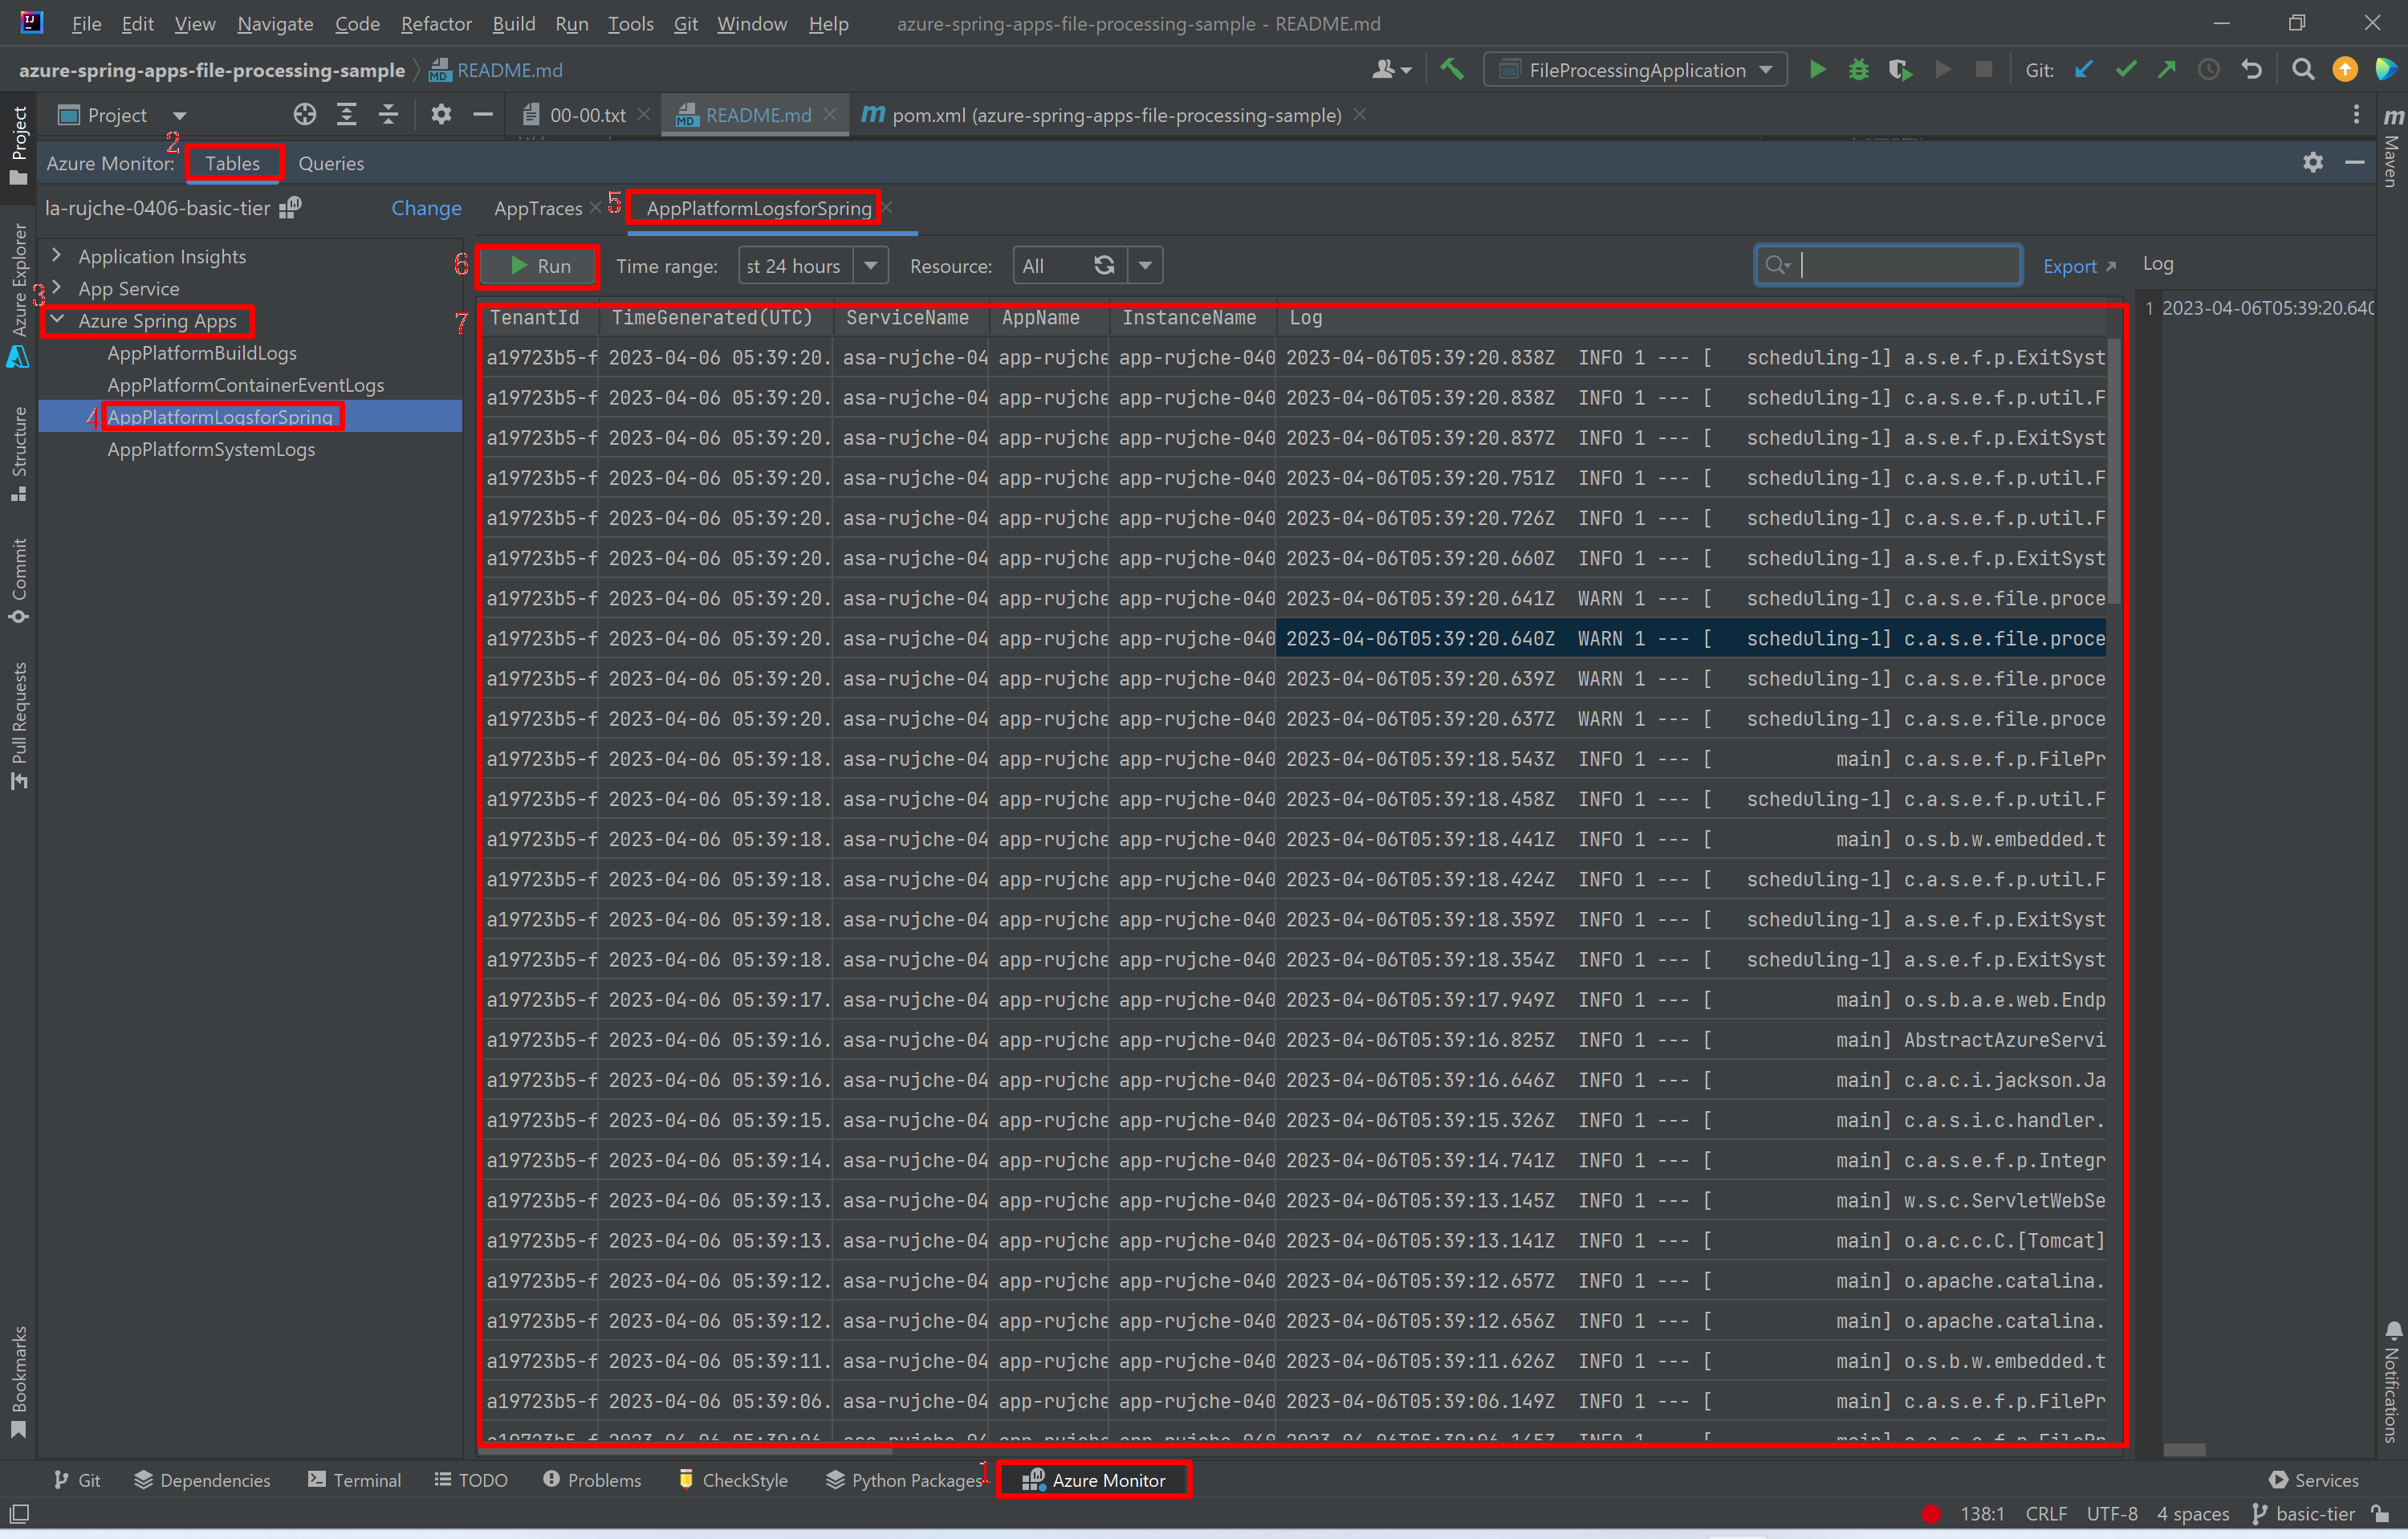 File Edit View Navigate Code Refactor Build Run Tools Git Window Help azure-spring-apps-file-processing-sample - README.md
azure-spring-apps-file-processing-sample README.md FileProcessingApplication Git:
Project 00-00.txt README.md pom.xml (azure-spring-apps-file-processing-sample)
2
Azure Monitor: Tables Queries
la-rujche-0406-basic-tier Change AppTraces 5 AppPlatformLogsforSpring
Application Insights
6 Run Time range: st 24 hours Resource: All Export Log
App Service
3 Azure Spring Apps
7 TenantId TimeGenerated(UTC) ServiceName AppName InstanceName Log
1 2023-04-06T05:39:20.640
AppPlatformBuildLogs
AppPlatformContainerEventLogs
4 AppPlatformLogsforSpring
AppPlatformSystemLogs
a19723b5-f 2023-04-06 05:39:20. asa-rujche-04 app-rujche app-rujche-040 2023-04-06T05:39:20.838Z INFO 1 --- [ scheduling-1] a.s.e.f.p.ExitSyst
a19723b5-f 2023-04-06 05:39:20. asa-rujche-04 app-rujche app-rujche-040 2023-04-06T05:39:20.838Z INFO 1 --- [ scheduling-1] c.a.s.e.f.p.util.F
a19723b5-f 2023-04-06 05:39:20. asa-rujche-04 app-rujche app-rujche-040 2023-04-06T05:39:20.837Z INFO 1 --- [ scheduling-1] a.s.e.f.p.ExitSyst
a19723b5-f 2023-04-06 05:39:20. asa-rujche-04 app-rujche app-rujche-040 2023-04-06T05:39:20.751Z INFO 1 --- [ scheduling-1] c.a.s.e.f.p.util.F
a19723b5-f 2023-04-06 05:39:20. asa-rujche-04 app-rujche app-rujche-040 2023-04-06T05:39:20.726Z INFO 1 --- [ scheduling-1] c.a.s.e.f.p.util.F
a19723b5-f 2023-04-06 05:39:20. asa-rujche-04 app-rujche app-rujche-040 2023-04-06T05:39:20.660Z INFO 1 --- [ scheduling-1] a.s.e.f.p.ExitSyst
a19723b5-f 2023-04-06 05:39:20. asa-rujche-04 app-rujche app-rujche-040 2023-04-06T05:39:20.641Z WARN 1 --- [ scheduling-1] c.a.s.e.file.proce
a19723b5-f 2023-04-06 05:39:20. asa-rujche-04 app-rujche app-rujche-040 2023-04-06T05:39:20.640Z WARN 1 --- [ scheduling-1] c.a.s.e.file.proce
a19723b5-f 2023-04-06 05:39:20. asa-rujche-04 app-rujche app-rujche-040 2023-04-06T05:39:20.639Z WARN 1 --- [ scheduling-1] c.a.s.e.file.proce
a19723b5-f 2023-04-06 05:39:20. asa-rujche-04 app-rujche app-rujche-040 2023-04-06T05:39:20.637Z WARN 1 --- [ scheduling-1] c.a.s.e.file.proce
a19723b5-f 2023-04-06 05:39:18. asa-rujche-04 app-rujche app-rujche-040 2023-04-06T05:39:18.543Z INFO 1 --- [ main] c.a.s.e.f.p.FilePr
a19723b5-f 2023-04-06 05:39:18. asa-rujche-04 app-rujche app-rujche-040 2023-04-06T05:39:18.458Z INFO 1 --- [ scheduling-1] c.a.s.e.f.p.util.F
a19723b5-f 2023-04-06 05:39:18. asa-rujche-04 app-rujche app-rujche-040 2023-04-06T05:39:18.441Z INFO 1 --- [ main] o.s.b.w.embedded.t
a19723b5-f 2023-04-06 05:39:18. asa-rujche-04 app-rujche app-rujche-040 2023-04-06T05:39:18.424Z INFO 1 --- [ scheduling-1] c.a.s.e.f.p.util.F
a19723b5-f 2023-04-06 05:39:18. asa-rujche-04 app-rujche app-rujche-040 2023-04-06T05:39:18.359Z INFO 1 --- [ scheduling-1] a.s.e.f.p.ExitSyst
a19723b5-f 2023-04-06 05:39:18. asa-rujche-04 app-rujche app-rujche-040 2023-04-06T05:39:18.354Z INFO 1 --- [ scheduling-1] a.s.e.f.p.ExitSyst
a19723b5-f 2023-04-06 05:39:17. asa-rujche-04 app-rujche app-rujche-040 2023-04-06T05:39:17.949Z INFO 1 --- [ main] o.s.b.a.e.web.Endp
a19723b5-f 2023-04-06 05:39:16. asa-rujche-04 app-rujche app-rujche-040 2023-04-06T05:39:16.825Z INFO 1 --- [ main] AbstractAzureServi
a19723b5-f 2023-04-06 05:39:16. asa-rujche-04 app-rujche app-rujche-040 2023-04-06T05:39:16.646Z INFO 1 --- [ main] c.a.c.i.jackson.Ja
a19723b5-f 2023-04-06 05:39:15. asa-rujche-04 app-rujche app-rujche-040 2023-04-06T05:39:15.326Z INFO 1 --- [ main] c.a.s.i.c.handler.
a19723b5-f 2023-04-06 05:39:14. asa-rujche-04 app-rujche app-rujche-040 2023-04-06T05:39:14.741Z INFO 1 --- [ main] c.a.s.e.f.p.Integr
a19723b5-f 2023-04-06 05:39:13. asa-rujche-04 app-rujche app-rujche-040 2023-04-06T05:39:13.145Z INFO 1 --- [ main] w.s.c.ServletWebSe
a19723b5-f 2023-04-06 05:39:13. asa-rujche-04 app-rujche app-rujche-040 2023-04-06T05:39:13.141Z INFO 1 --- [ main] o.a.c.c.C.[Tomcat]
a19723b5-f 2023-04-06 05:39:12. asa-rujche-04 app-rujche app-rujche-040 2023-04-06T05:39:12.657Z INFO 1 --- [ main] o.apache.catalina.
a19723b5-f 2023-04-06 05:39:12. asa-rujche-04 app-rujche app-rujche-040 2023-04-06T05:39:12.656Z INFO 1 --- [ main] o.apache.catalina.
a19723b5-f 2023-04-06 05:39:11. asa-rujche-04 app-rujche app-rujche-040 2023-04-06T05:39:11.626Z INFO 1 --- [ main] o.s.b.w.embedded.t
a19723b5-f 2023-04-06 05:39:06. asa-rujche-04 app-rujche app-rujche-040 2023-04-06T05:39:06.149Z INFO 1 --- [ main] c.a.s.e.f.p.FilePr
Project
Azure Explorer
Structure
Commit
Pull Requests
Bookmarks
Maven
Notifications
Git Dependencies Terminal TODO Problems CheckStyle Python Packages 1 Azure Monitor Services
138:1 CRLF UTF-8 4 spaces basic-tier